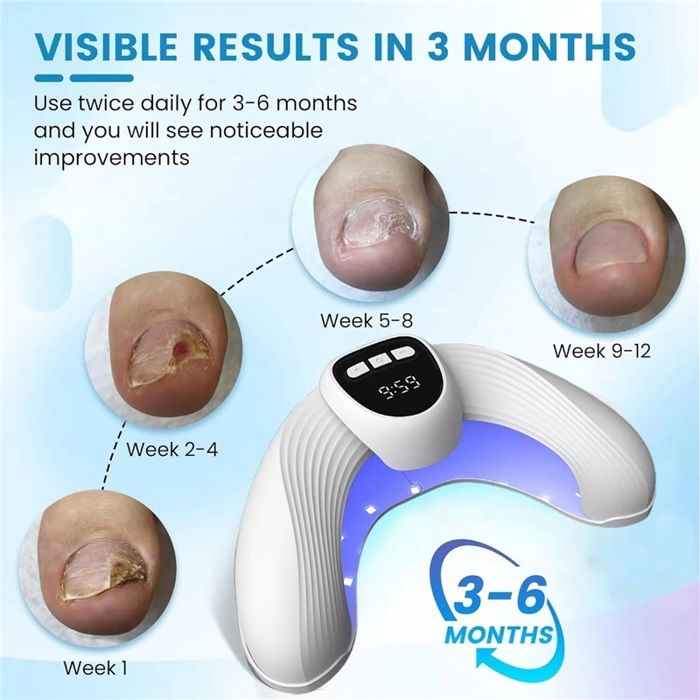 VISIBLE RESULTS IN 3 MONTHS
Use twice daily for 3-6 months
and you will see noticeable
improvements
Week 5-8
Week 9-12
9:59
Week 2-4
3-6
MONTHS
Week 1